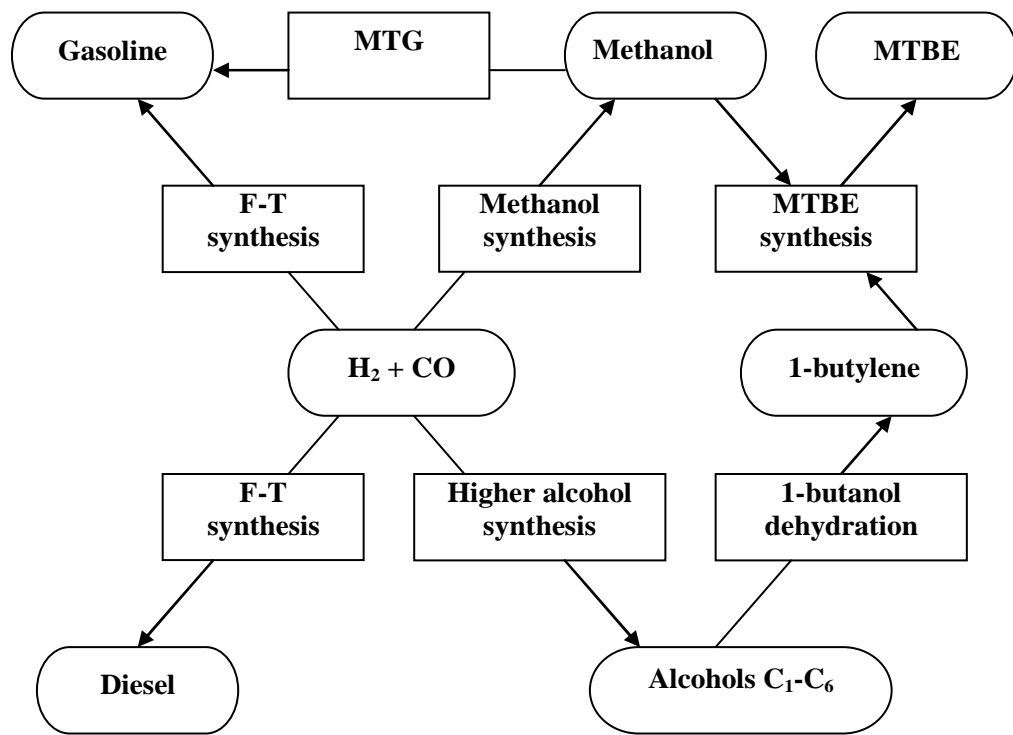 Gasoline
MTG
Methanol
MTBE
F-T
synthesis
Methanol
synthesis
MTBE
synthesis
H₂ + CO
1-butylene
F-T
synthesis
Higher alcohol
synthesis
1-butanol
dehydration
Diesel
Alcohols C₁-C₆